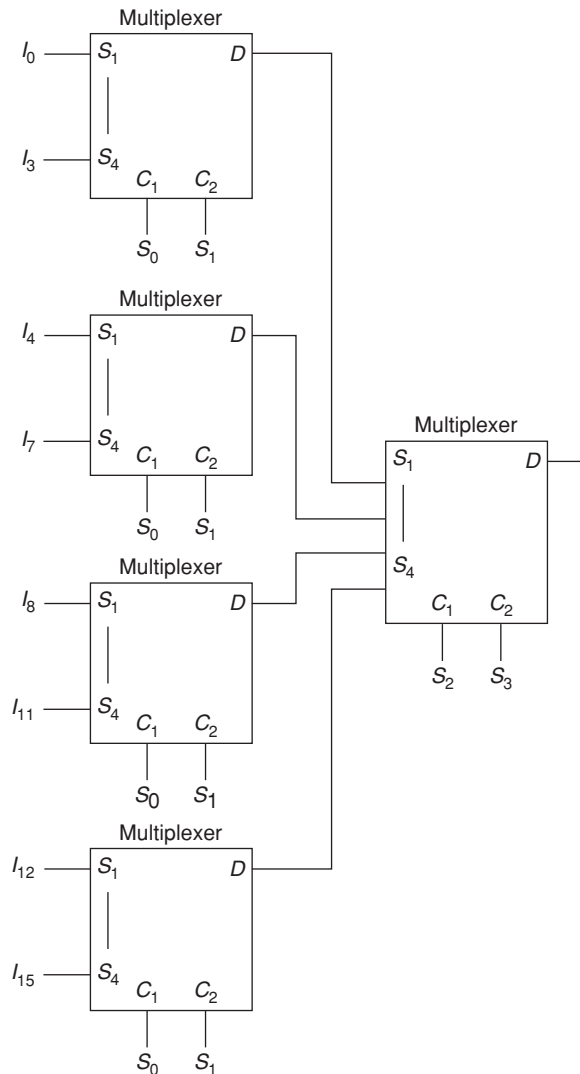 Multiplexer
I₀ S₁ D
I₃ S₄
C₁ C₂
S₀ S₁
Multiplexer
I₄ S₁ D
I₇ S₄
C₁ C₂
S₀ S₁
Multiplexer
S₁ D
S₄
C₁ C₂
S₂ S₃
Multiplexer
I₈ S₁ D
I₁₁ S₄
C₁ C₂
S₀ S₁
Multiplexer
I₁₂ S₁ D
I₁₅ S₄
C₁ C₂
S₀ S₁